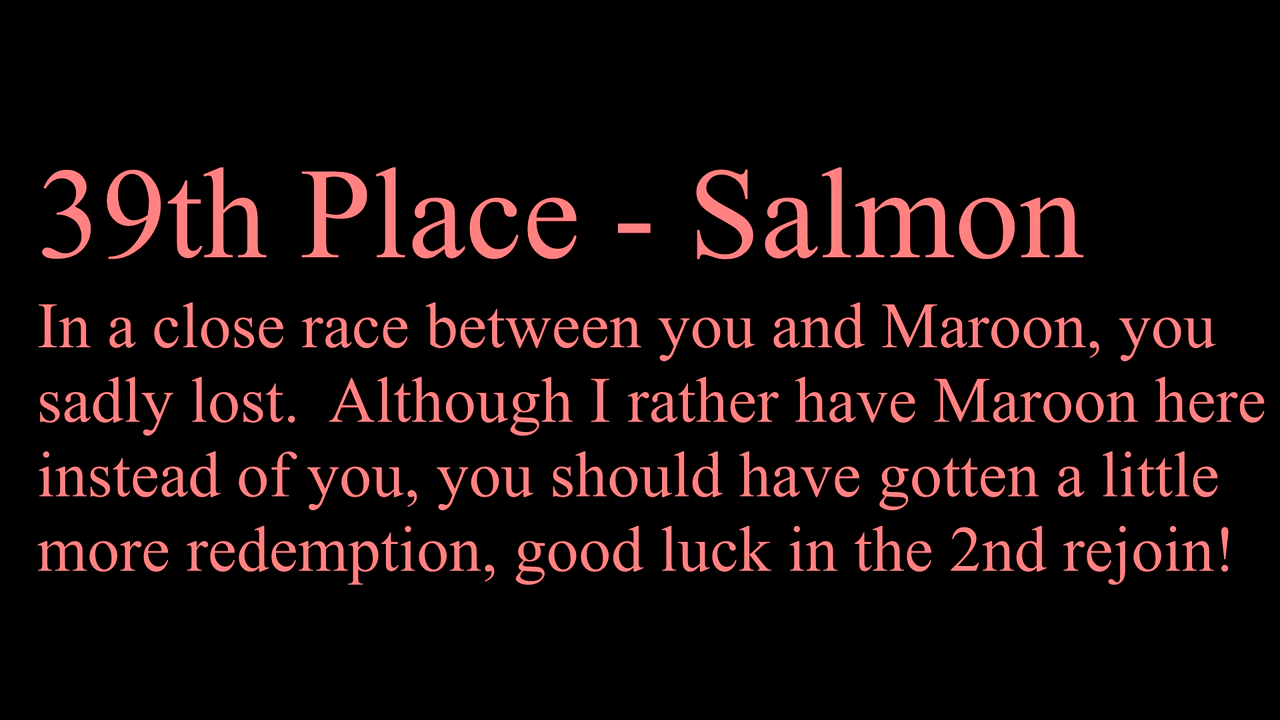 39th Place - Salmon
In a close race between you and Maroon, you
sadly lost.  Although I rather have Maroon here
instead of you, you should have gotten a little
more redemption, good luck in the 2nd rejoin!